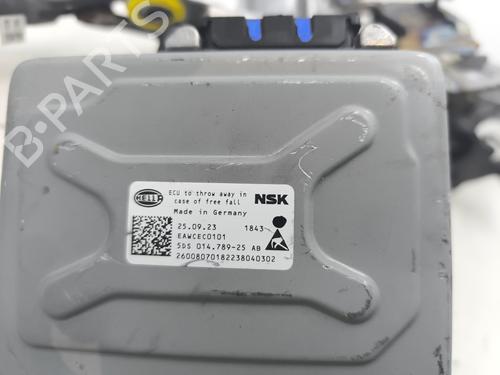 B-PARTS
HELLA
ECU to throw away in
case of free fall
NSK
Made in Germany
25.09.23 1843
EAWCEC0101
5DS 014.789-25 AB
26008070182238040302